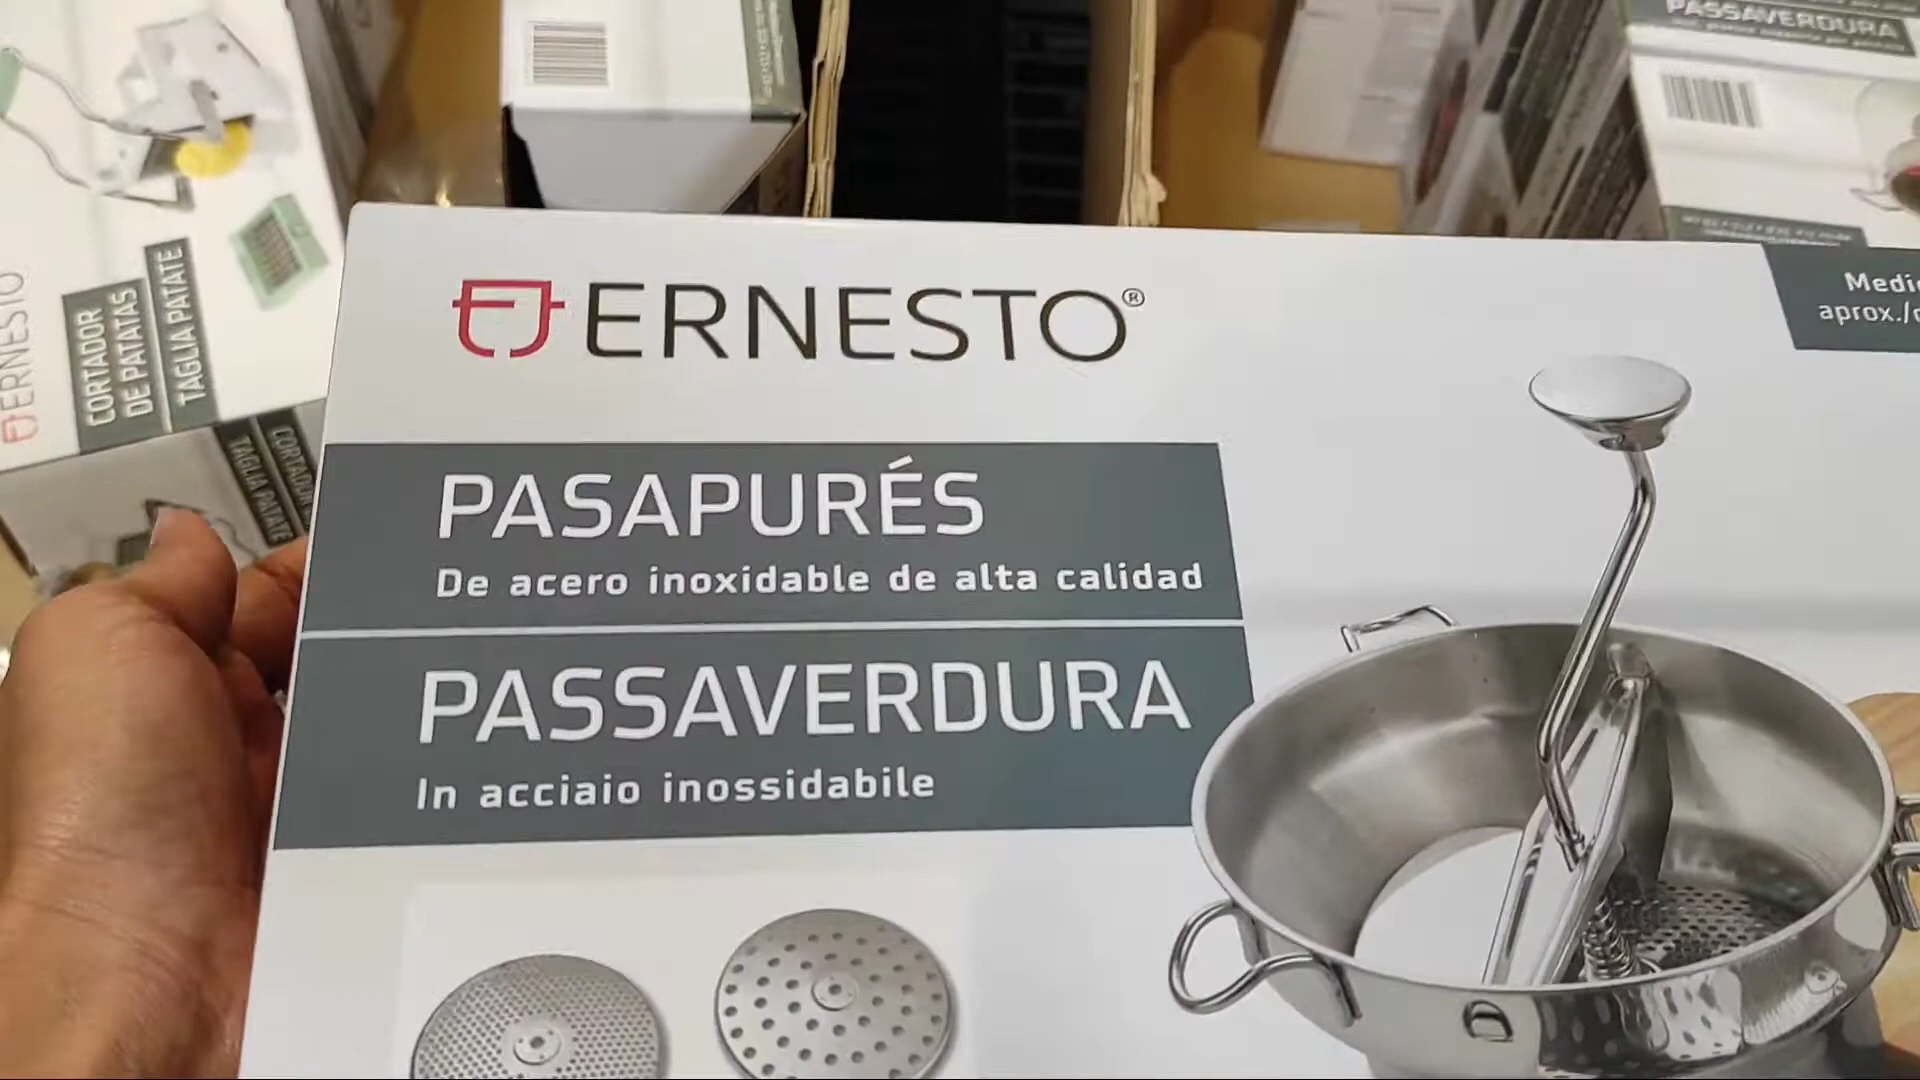 ERNESTO®
PASAPURÉS
De acero inoxidable de alta calidad
PASSAVERDURA
In acciaio inossidabile
aprox./
ERNESTO
CORTADOR
DE PATATAS
TAGLIA PATATE
TAGLIA PATATE
PASSAVERDURA